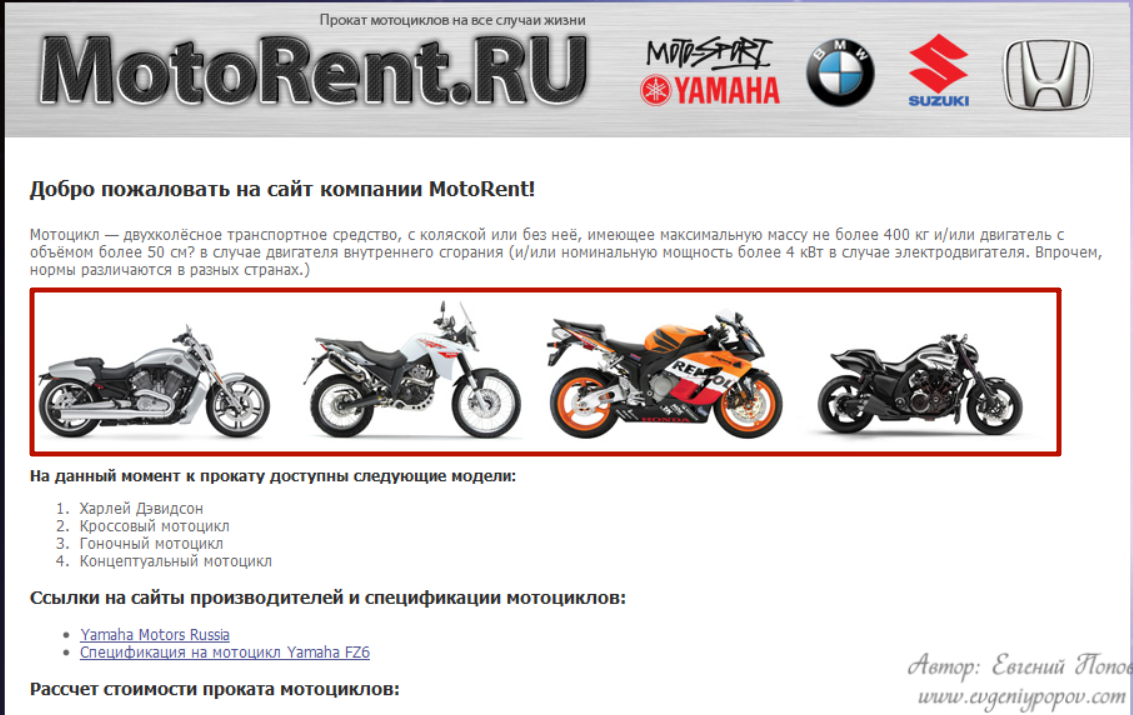 Прокат мотоциклов на все случаи жизни
MotoRent.RU
MOTOSPORT
YAMAHA
BMW
SUZUKI
Добро пожаловать на сайт компании MotoRent!
Мотоцикл — двухколёсное транспортное средство, с коляской или без неё, имеющее максимальную массу не более 400 кг и/или двигатель с
объёмом более 50 см? в случае двигателя внутреннего сгорания (и/или номинальную мощность более 4 кВт в случае электродвигателя. Впрочем,
нормы различаются в разных странах.)
REPSOL
HONDA
На данный момент к прокату доступны следующие модели:
1. Харлей Дэвидсон
2. Кроссовый мотоцикл
3. Гоночный мотоцикл
4. Концептуальный мотоцикл
Ссылки на сайты производителей и спецификации мотоциклов:
• Yamaha Motors Russia
• Спецификация на мотоцикл Yamaha FZ6
Рассчет стоимости проката мотоциклов:
Автор: Евгений Попов
www.evgeniypopov.com